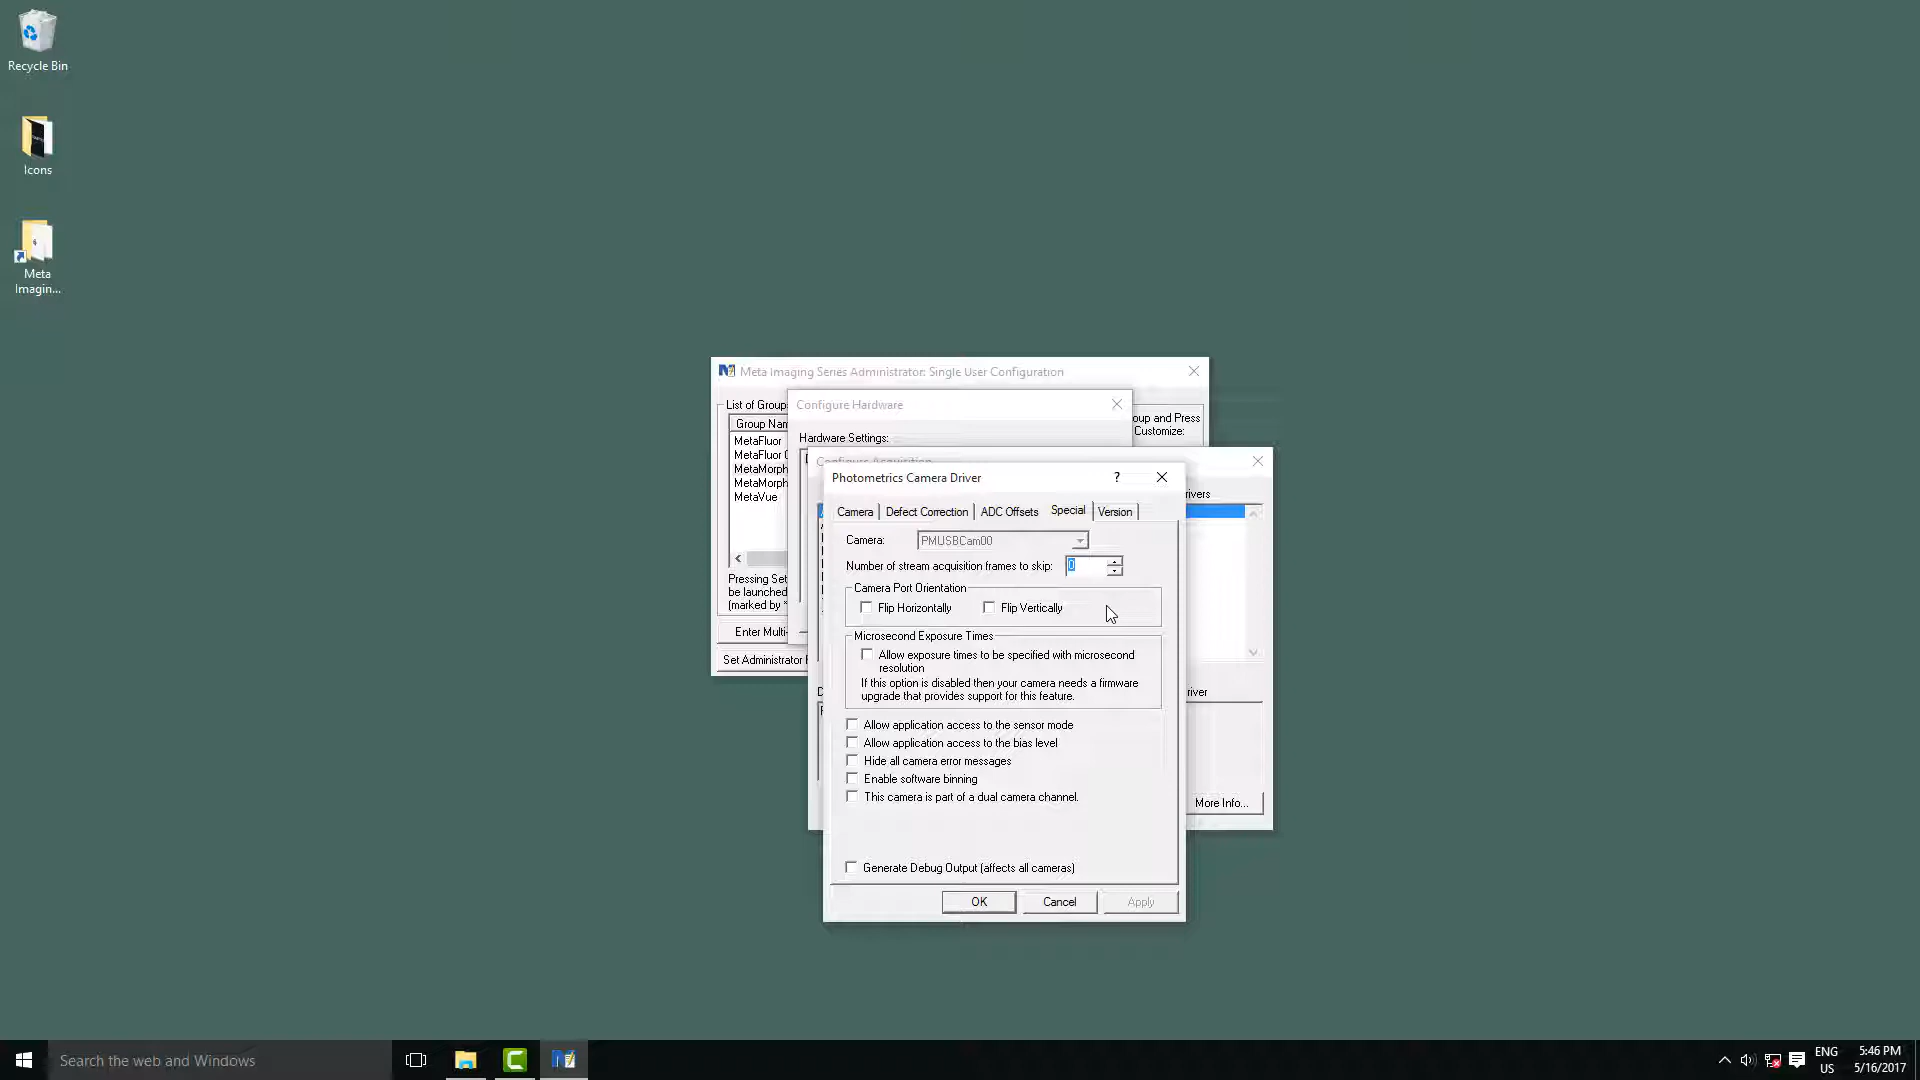 Recycle Bin
Icons
Meta
Imagin...
Meta Imaging Series Administrator: Single User Configuration
List of Group
Group Nam
MetaFluor
MetaFluor
MetaMorph
MetaMorph
MetaVue
Pressing Set
be launched
(marked by
Enter Multi-
Set Administrator
oup and Press
Customize:
Configure Hardware
Hardware Settings:
Configure Acquisition
rivers
river
More Info...
Photometrics Camera Driver
?
Camera
Defect Correction
ADC Offsets
Special
Version
Camera:
PMUSBCam00
Number of stream acquisition frames to skip:
0
Camera Port Orientation
Flip Horizontally
Flip Vertically
Microsecond Exposure Times
Allow exposure times to be specified with microsecond
resolution
If this option is disabled then your camera needs a firmware
upgrade that provides support for this feature.
Allow application access to the sensor mode
Allow application access to the bias level
Hide all camera error messages
Enable software binning
This camera is part of a dual camera channel.
Generate Debug Output (affects all cameras)
OK
Cancel
Apply
Search the web and Windows
ENG
US
5:46 PM
5/16/2017